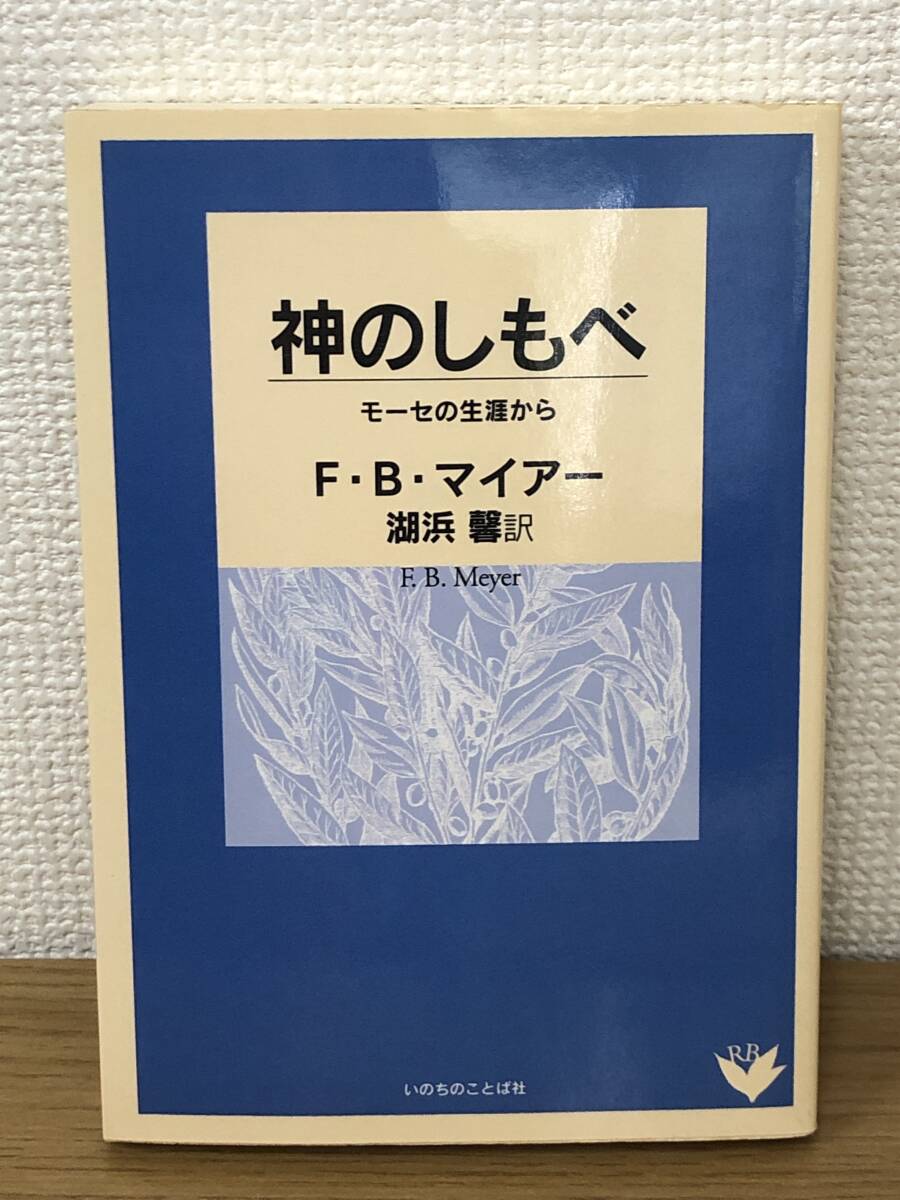 神のしもべ
モーセの生涯から
F・B・マイアー
湖浜 馨訳
F. B. Meyer
RB
いのちのことば社